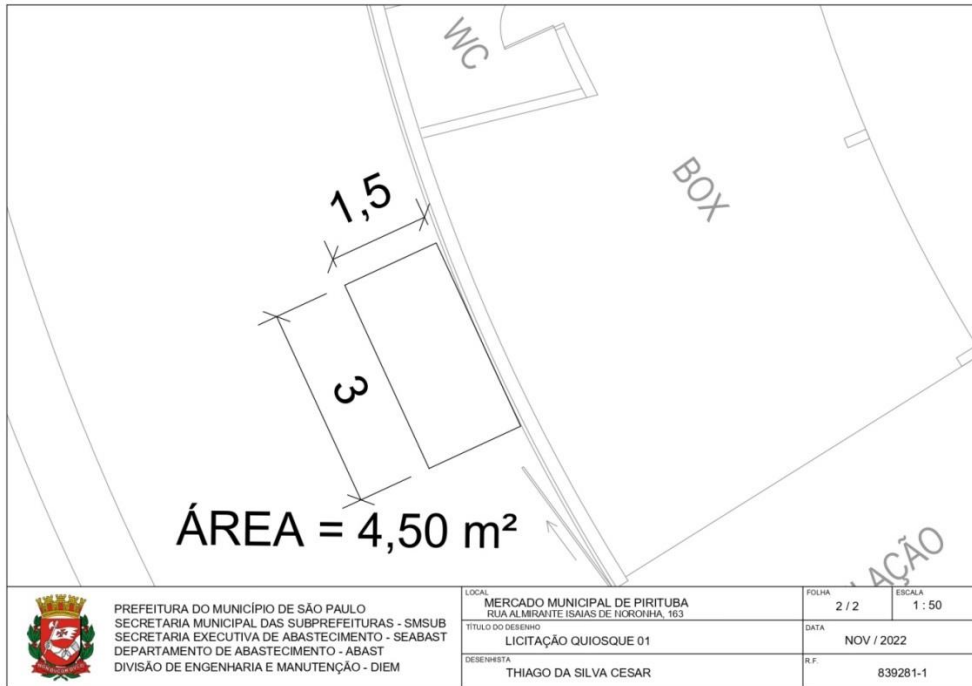 WC
BOX
1,5
3
ÁREA = 4,50 m²
LAÇÃO
PREFEITURA DO MUNICÍPIO DE SÃO PAULO
SECRETARIA MUNICIPAL DAS SUBPREFEITURAS - SMSUB
SECRETARIA EXECUTIVA DE ABASTECIMENTO - SEABAST
DEPARTAMENTO DE ABASTECIMENTO - ABAST
DIVISÃO DE ENGENHARIA E MANUTENÇÃO - DIEM
LOCAL
MERCADO MUNICIPAL DE PIRITUBA
RUA ALMIRANTE ISAIAS DE NORONHA, 163
TÍTULO DO DESENHO
LICITAÇÃO QUIOSQUE 01
DESENHISTA
THIAGO DA SILVA CESAR
FOLHA
2 / 2
ESCALA
1 : 50
DATA
NOV / 2022
R.F.
839281-1